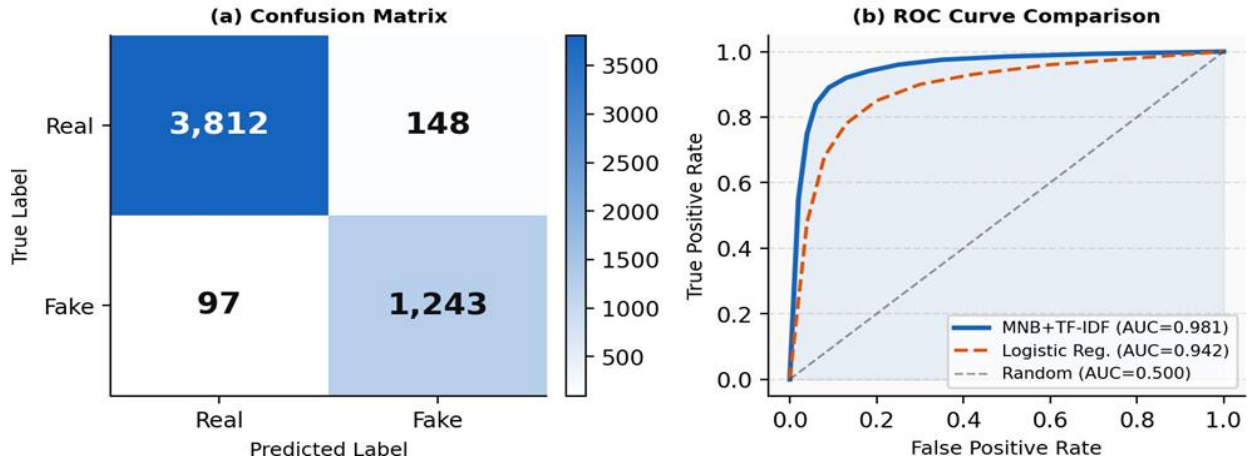 (a) Confusion Matrix
True Label
Real
Fake
3,812
148
97
1,243
Real
Fake
Predicted Label
3500
3000
2500
2000
1500
1000
500
(b) ROC Curve Comparison
True Positive Rate
1.0
0.8
0.6
0.4
0.2
0.0
MNB+TF-IDF (AUC=0.981)
Logistic Reg. (AUC=0.942)
Random (AUC=0.500)
0.0
0.2
0.4
0.6
0.8
1.0
False Positive Rate